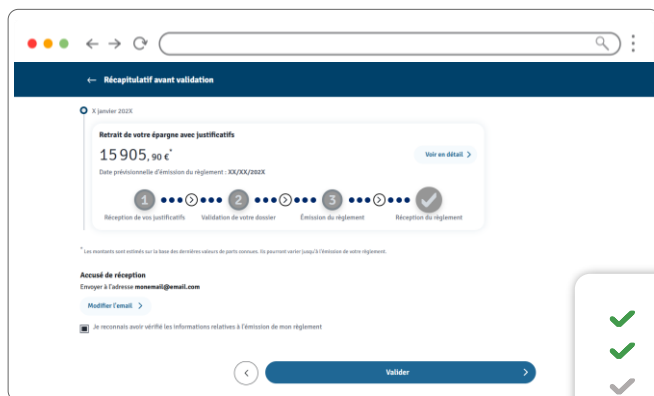 ← Récapitulatif avant validation
X janvier 202X
Retrait de votre épargne avec justificatifs
15 905, 90 €*
Voir en détail
Date prévisionnelle d'émission du règlement : XX/XX/202X
1 2 3
Réception de vos justificatifs Validation de votre dossier Émission du règlement Réception du règlement
* Les montants sont estimés sur la base des dernières valeurs de parts connues. Ils pourront varier jusqu'à l'émission de votre règlement.
Accusé de réception
Envoyer à l'adresse monemail@email.com
Modifier l'email
Je reconnais avoir vérifié les informations relatives à l'émission de mon règlement
Valider